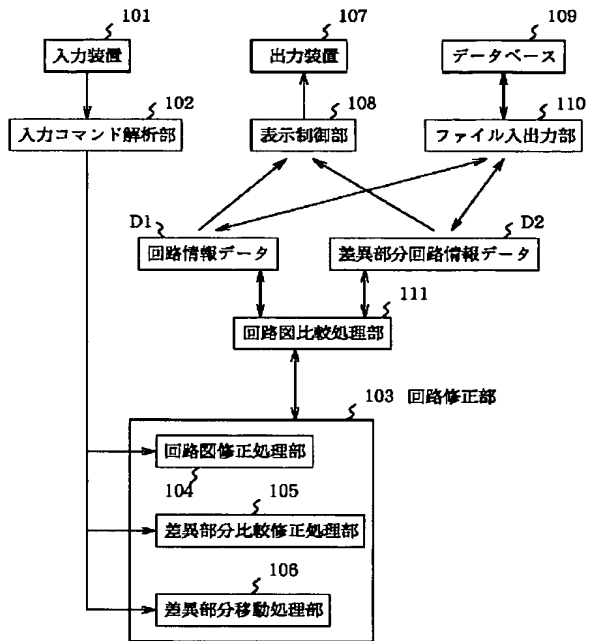 101
107
109
入力装置
出力装置
データベース
102
108
110
入力コマンド解析部
表示制御部
ファイル入出力部
D1
D2
回路情報データ
差異部分回路情報データ
111
回路図比較処理部
103 回路修正部
回路図修正処理部
104
105
差異部分比較修正処理部
106
差異部分移動処理部